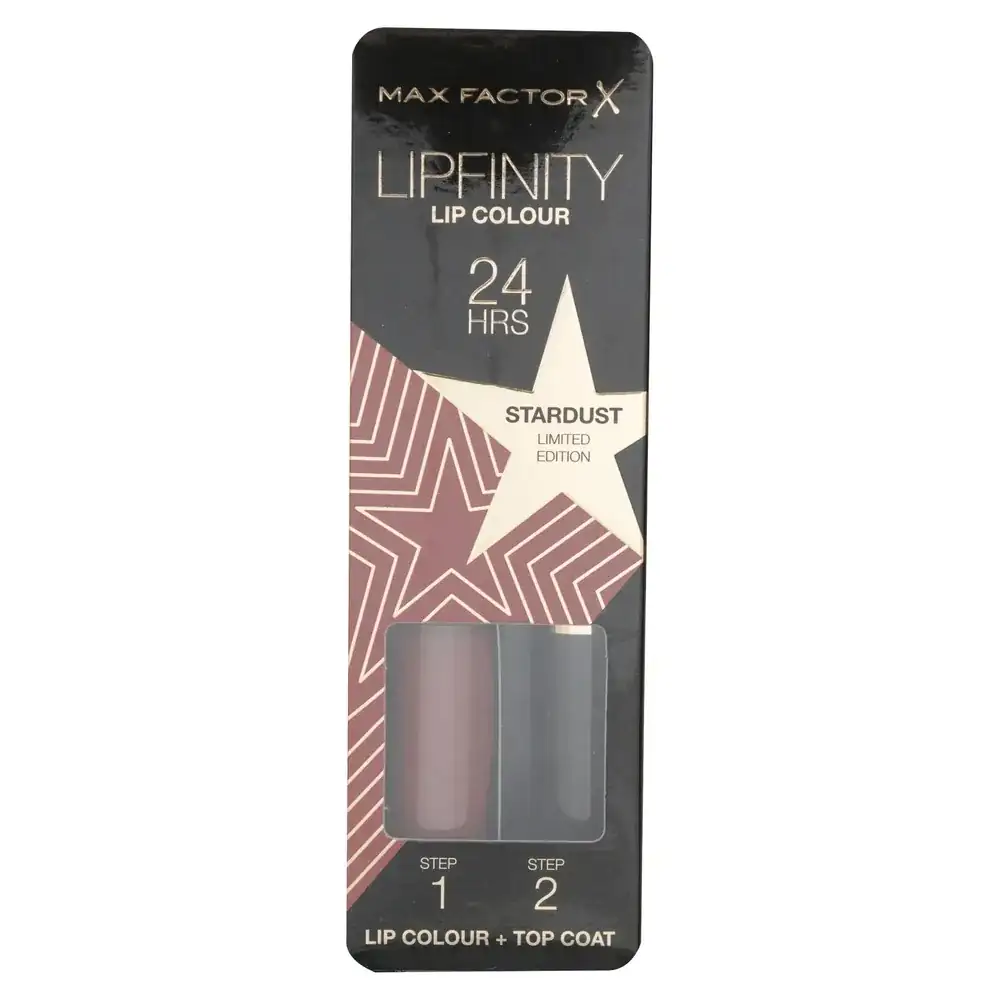 MAX FACTOR X
LIPFINITY
LIP COLOUR
24
HRS
STARDUST
LIMITED
EDITION
STEP STEP
1 2
LIP COLOUR + TOP COAT